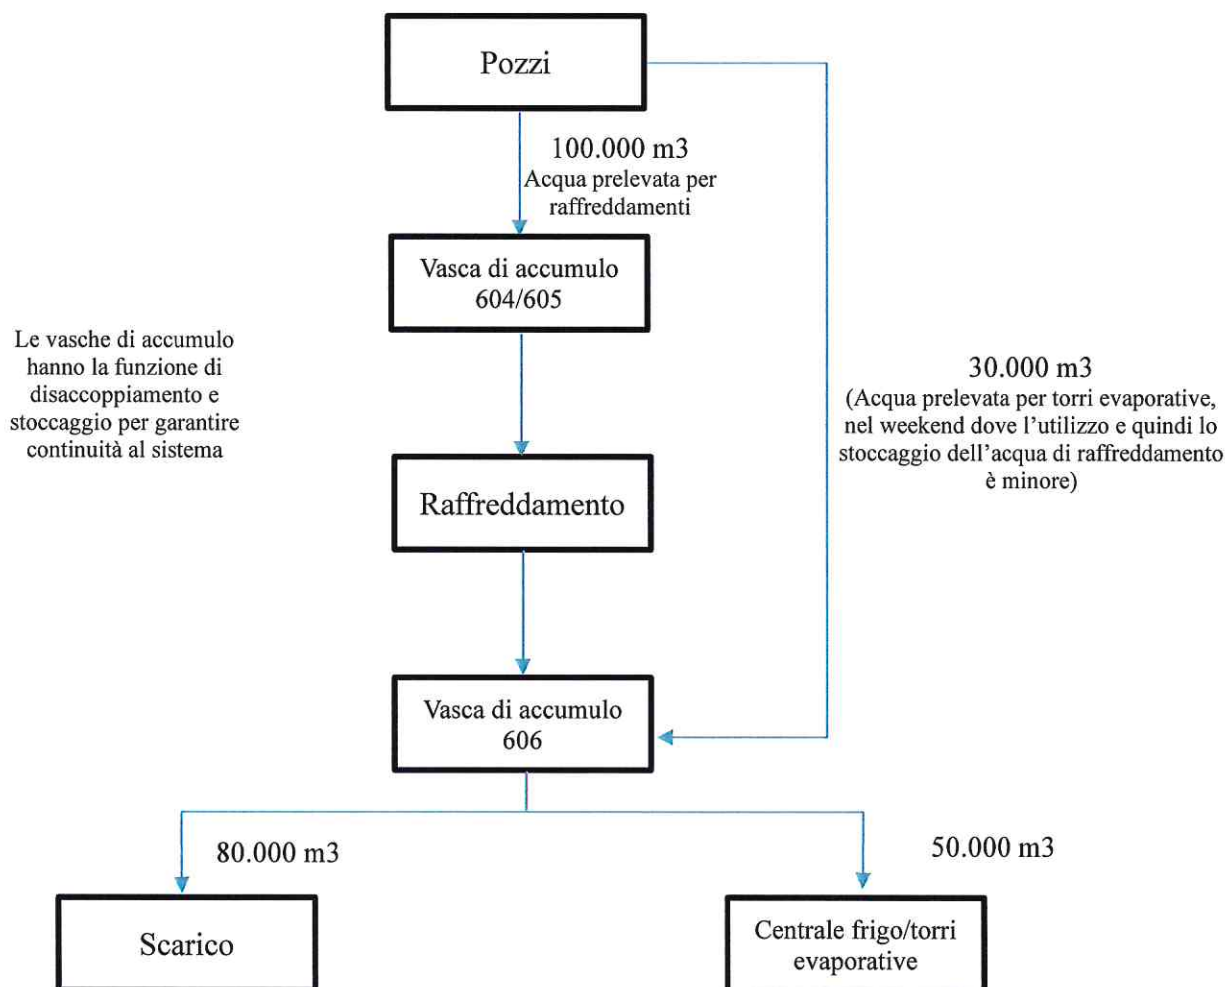 Pozzi
100.000 m3
Acqua prelevata per
raffreddamenti
Vasca di accumulo
604/605
Le vasche di accumulo
hanno la funzione di
disaccoppiamento e
stoccaggio per garantire
continuità al sistema
30.000 m3
(Acqua prelevata per torri evaporative,
nel weekend dove l'utilizzo e quindi lo
stoccaggio dell'acqua di raffreddamento
è minore)
Raffreddamento
Vasca di accumulo
606
80.000 m3
50.000 m3
Scarico
Centrale frigo/torri
evaporative